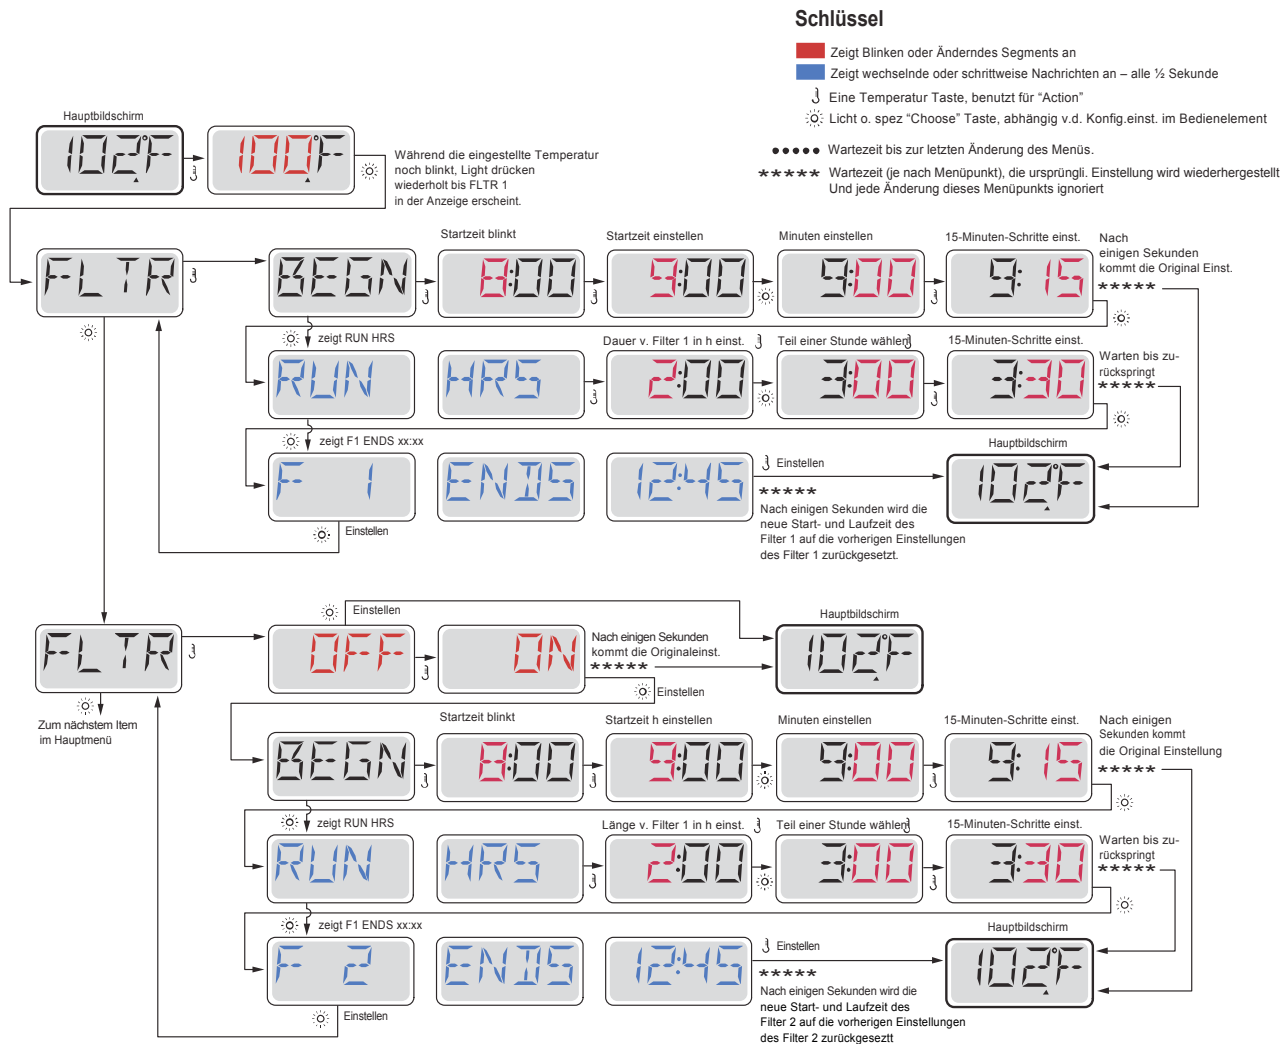 Schlüssel
Zeigt Blinken oder Änderndes Segments an
Zeigt wechselnde oder schrittweise Nachrichten an – alle ½ Sekunde
Eine Temperatur Taste, benutzt für “Action”
Licht o. spez “Choose” Taste, abhängig v.d. Konfig.einst. im Bedienelement
●●●●● Wartezeit bis zur letzten Änderung des Menüs.
***** Wartezeit (je nach Menüpunkt), die ursprüngli. Einstellung wird wiederhergestellt
Und jede Änderung dieses Menüpunkts ignoriert
Hauptbildschirm
102°F
100°F
Während die eingestellte Temperatur
noch blinkt, Light drücken
wiederholt bis FLTR 1
in der Anzeige erscheint.
Startzeit blinkt
Startzeit einstellen
Minuten einstellen
15-Minuten-Schritte einst.
Nach
einigen Sekunden
kommt die Original Einst.
*****
FLTR
BEGN
8:00
9:00
9:00
9:15
zeigt RUN HRS
Dauer v. Filter 1 in h einst.
Teil einer Stunde wählen
15-Minuten-Schritte einst.
Warten bis zu-
rückspringt
*****
RUN
HRS
2:00
3:00
3:30
zeigt F1 ENDS xx:xx
F 1
ENDS
12:45
Einstellen
*****
Nach einigen Sekunden wird die
neue Start- und Laufzeit des
Filter 1 auf die vorherigen Einstellungen
des Filter 1 zurückgesetzt.
Hauptbildschirm
102°F
Einstellen
Einstellen
FLTR
OFF
ON
Nach einigen Sekunden
kommt die Originaleinst.
*****
Hauptbildschirm
102°F
Einstellen
Zum nächstem Item
im Hauptmenü
Startzeit blinkt
Startzeit h einstellen
Minuten einstellen
15-Minuten-Schritte einst.
Nach einigen
Sekunden kommt
die Original Einstellung
*****
BEGN
8:00
9:00
9:00
9:15
zeigt RUN HRS
Länge v. Filter 1 in h einst.
Teil einer Stunde wählen
15-Minuten-Schritte einst.
Warten bis zu-
rückspringt
*****
RUN
HRS
2:00
3:00
3:30
zeigt F1 ENDS xx:xx
F 2
ENDS
12:45
Einstellen
*****
Nach einigen Sekunden wird die
neue Start- und Laufzeit des
Filter 2 auf die vorherigen Einstellungen
des Filter 2 zurückgeseztt
Hauptbildschirm
102°F
Einstellen